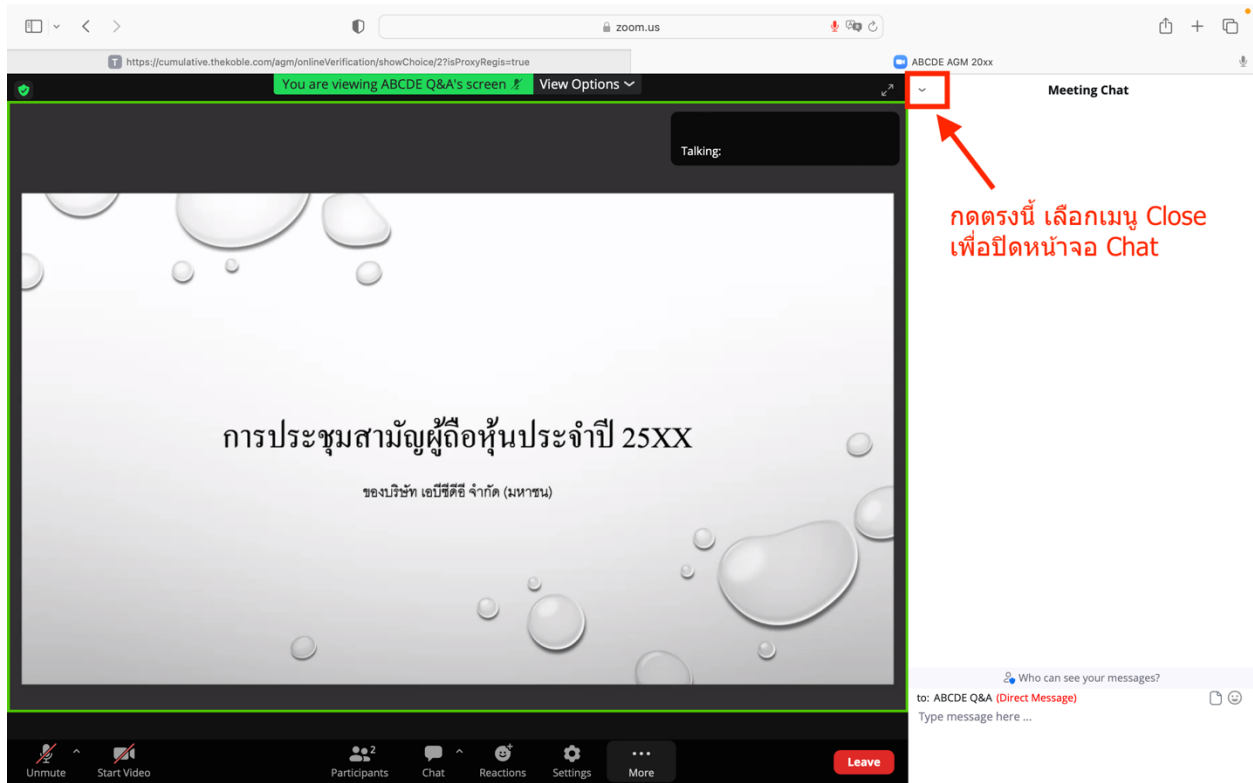 zoom.us
T https://cumulative.thekoble.com/agm/onlineVerification/showChoice/2?isProxyRegis=true
ABCDE AGM 20xx
You are viewing ABCDE Q&A's screen
View Options
Meeting Chat
Talking:
กดตรงนี้ เลือกเมนู Close
เพื่อปิดหน้าจอ Chat
การประชุมสามัญผู้ถือหุ้นประจำปี 25XX
ของบริษัท เอบีซีดีอี จำกัด (มหาชน)
Who can see your messages?
to: ABCDE Q&A (Direct Message)
Type message here ...
Unmute
Start Video
2
Participants
Chat
Reactions
Settings
More
Leave